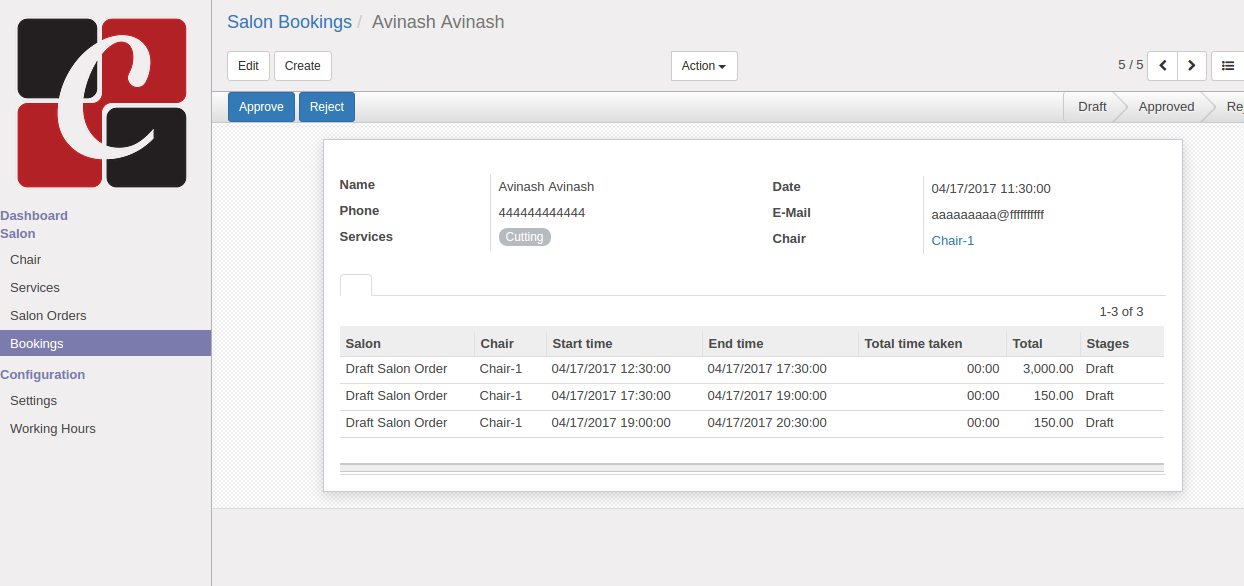 C
Dashboard
Salon
Chair
Services
Salon Orders
Bookings
Configuration
Settings
Working Hours
Salon Bookings / Avinash Avinash
Edit Create Action 5 / 5
Approve Reject Draft Approved
Name Avinash Avinash Date 04/17/2017 11:30:00
Phone 444444444444 E-Mail aaaaaaaaa@ffffffffff
Services Cutting Chair Chair-1
1-3 of 3
Salon Chair Start time End time Total time taken Total Stages
Draft Salon Order Chair-1 04/17/2017 12:30:00 04/17/2017 17:30:00 00:00 3,000.00 Draft
Draft Salon Order Chair-1 04/17/2017 17:30:00 04/17/2017 19:00:00 00:00 150.00 Draft
Draft Salon Order Chair-1 04/17/2017 19:00:00 04/17/2017 20:30:00 00:00 150.00 Draft